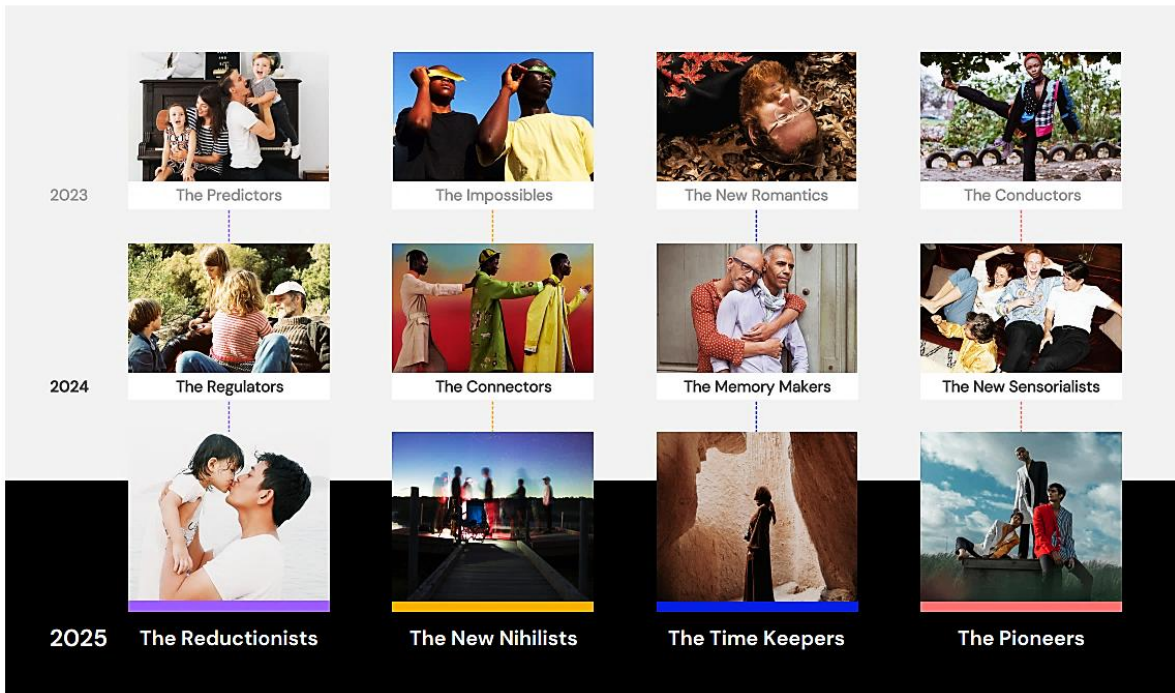 2023
The Predictors
The Impossibles
The New Romantics
The Conductors
2024
The Regulators
The Connectors
The Memory Makers
The New Sensorialists
2025
The Reductionists
The New Nihilists
The Time Keepers
The Pioneers